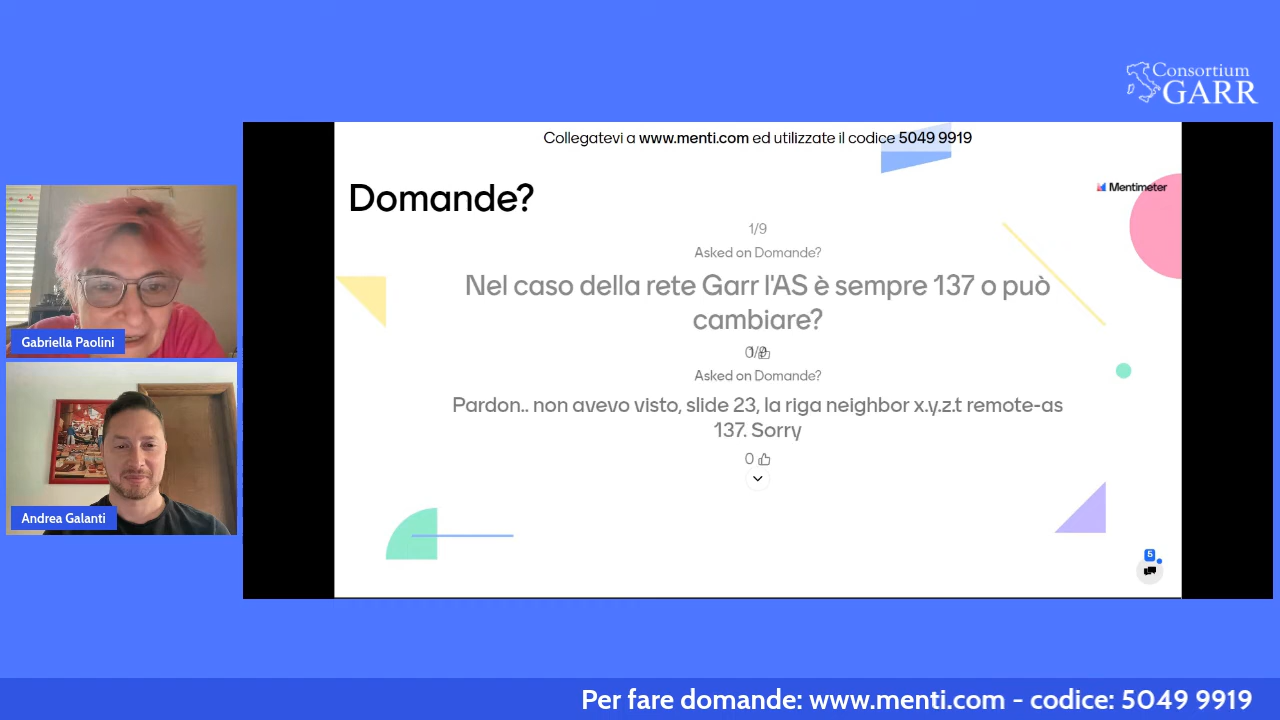 Consortium
GARR
Collegatevi a www.menti.com ed utilizzate il codice 5049 9919
Domande?
Mentimeter
1/9
Asked on Domande?
Nel caso della rete Garr l'AS è sempre 137 o può
cambiare?
0
1/9
Asked on Domande?
Pardon.. non avevo visto, slide 23, la riga neighbor x.y.z.t remote-as
137. Sorry
0
5
Gabriella Paolini
Andrea Galanti
Per fare domande: www.menti.com - codice: 5049 9919